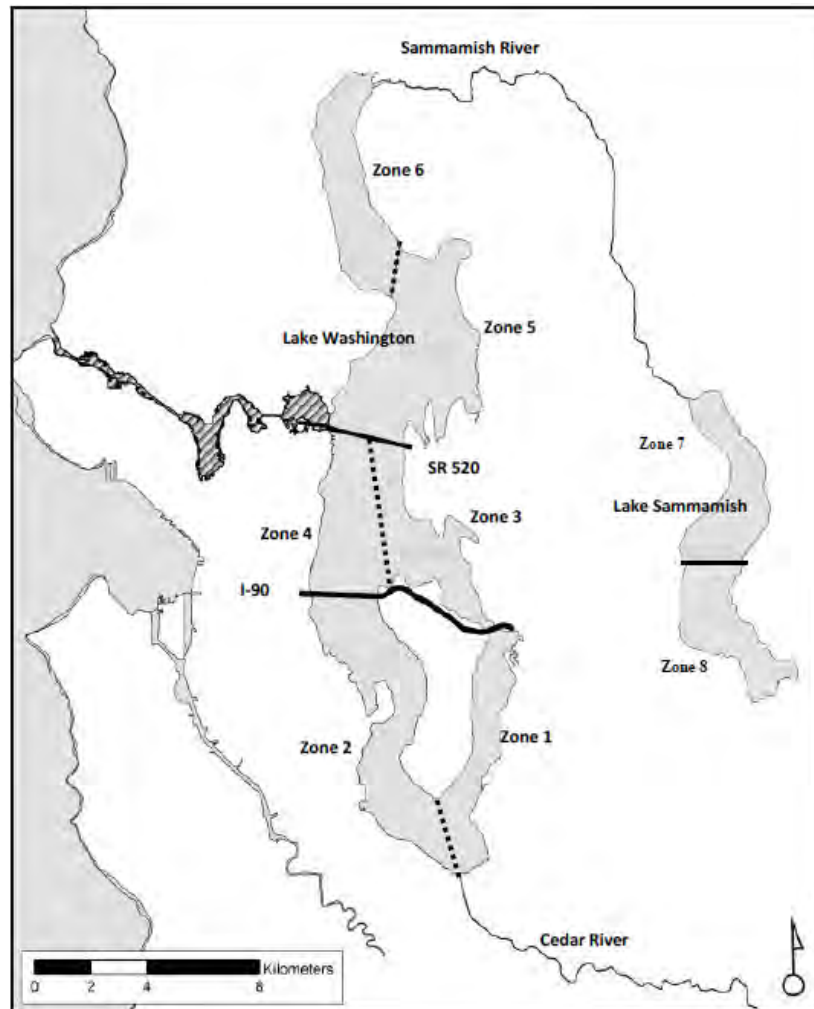 Sammamish River
Zone 6
Lake Washington
Zone 5
SR 520
Zone 7
Zone 3
Lake Sammamish
Zone 4
I-90
Zone 8
Zone 2
Zone 1
Cedar River
Kilometers
0 2 4 8